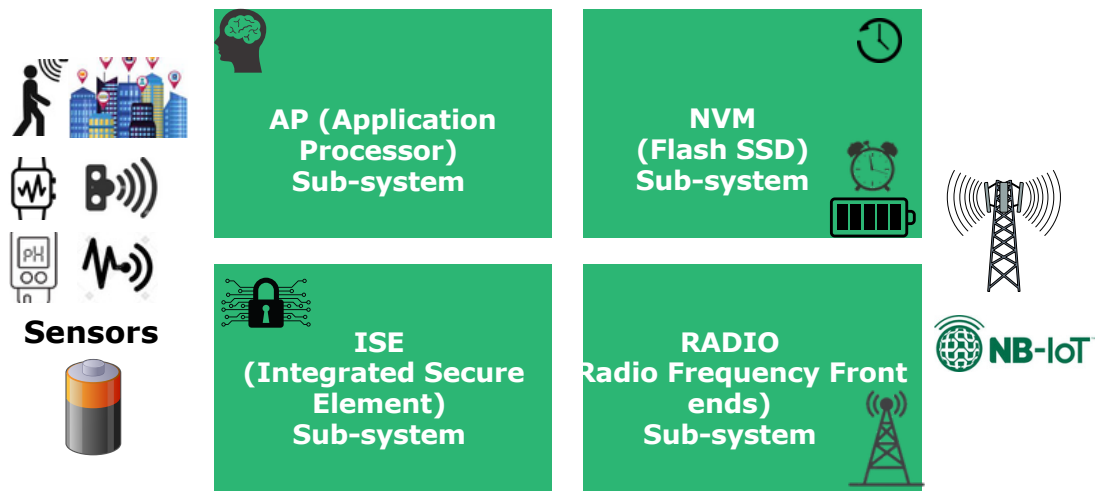 AP (Application
Processor)
Sub-system
NVM
(Flash SSD)
Sub-system
pH
Sensors
ISE
(Integrated Secure
Element)
Sub-system
RADIO
Radio Frequency Front
ends)
Sub-system
NB-IoT